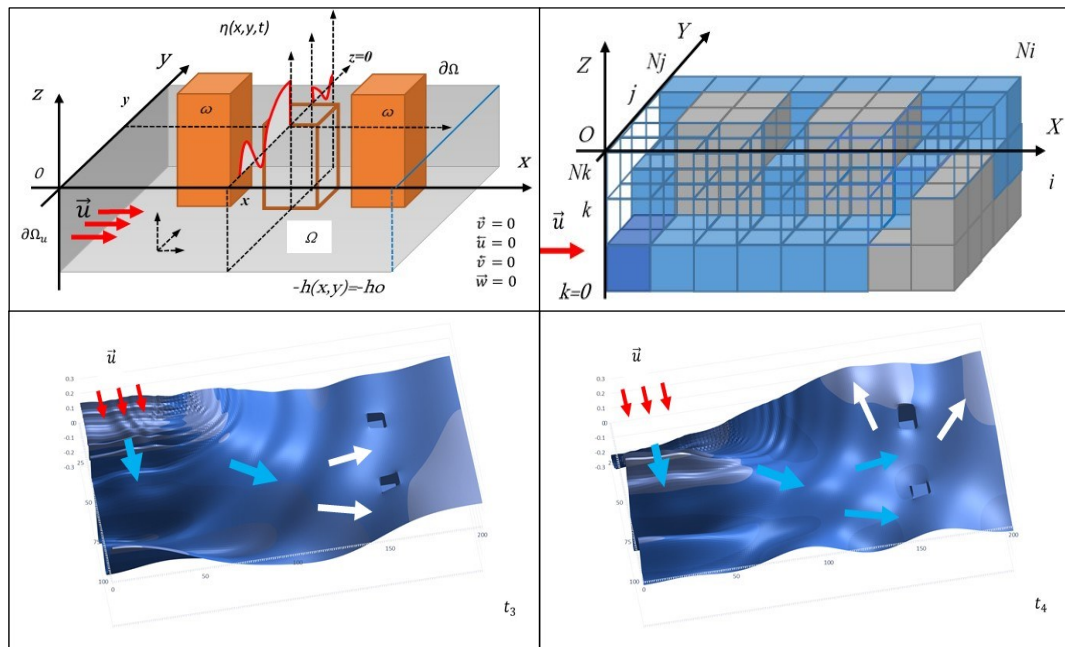 η(x,y,t)
y
z=0
∂Ω
z
y
ω
ω
0
x
x
u⃗
∂Ωᵤ
Ω
v⃗ = 0
u⃖ = 0
v⃖ = 0
w⃗ = 0
-h(x,y)=-ho
Y
Z
Nj
Ni
j
O
X
Nk
i
k
u⃗
k=0
u⃗
0.3
0.2
0.1
0
-0.1
-0.2
-0.3
25
50
75
100
0
50
100
150
200
t₃
u⃗
0.3
0.2
0.1
0
-0.1
-0.2
-0.3
25
50
75
100
0
50
100
150
200
t₄